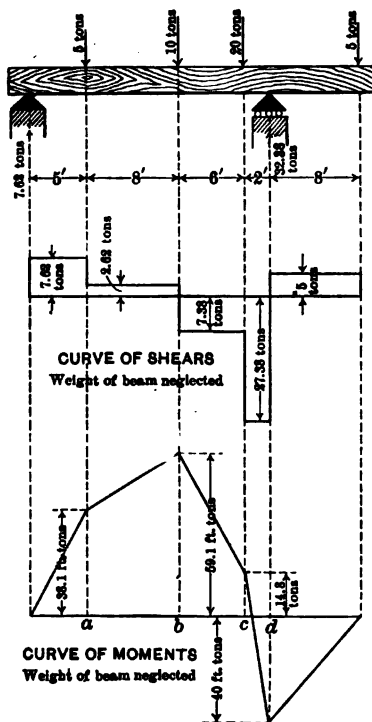 5 tons
10 tons
20 tons
5 tons
7.62 tons
32.38 tons
5'
8'
6'
2'
8'
7.62 tons
2.62 tons
7.38 tons
27.38 tons
5 tons
CURVE OF SHEARS
Weight of beam neglected
38.1 ft. tons
59.1 ft. tons
14.8 tons
a
b
c
d
40 ft. tons
CURVE OF MOMENTS
Weight of beam neglected